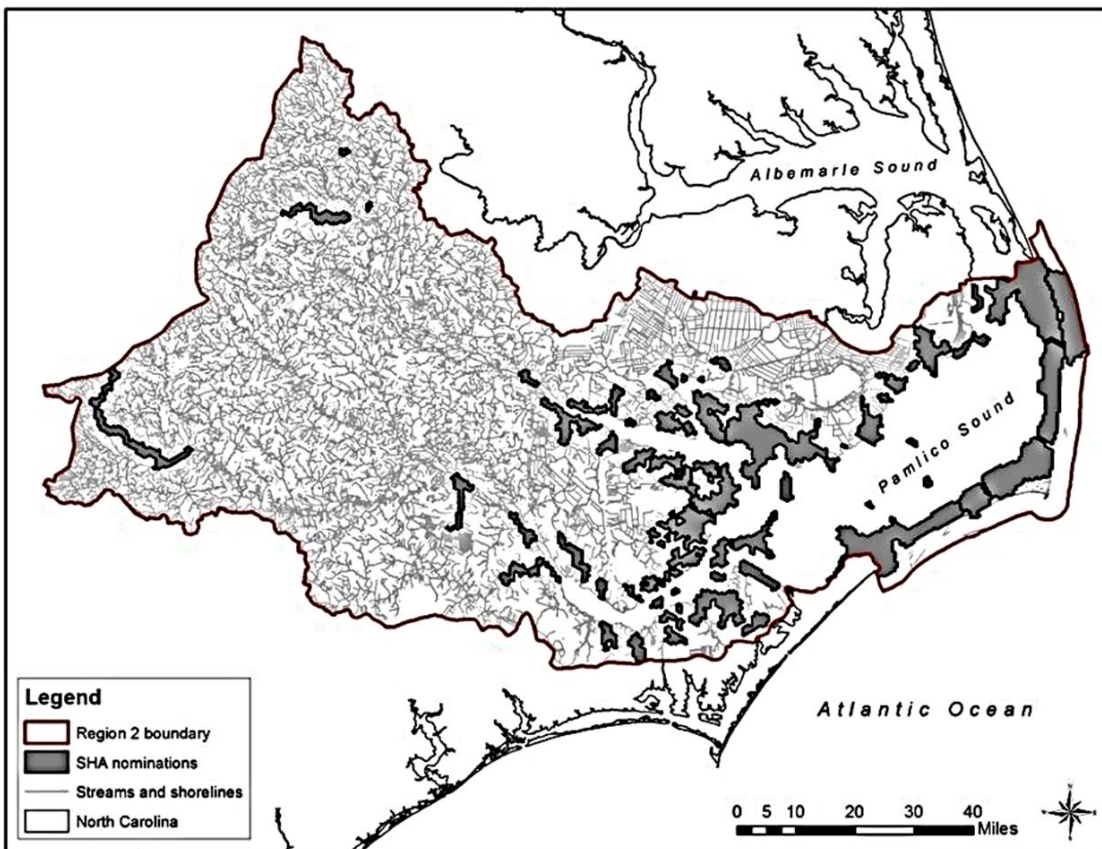 Albemarle Sound
Pamlico Sound
Atlantic Ocean
Legend
Region 2 boundary
SHA nominations
Streams and shorelines
North Carolina
0 5 10 20 30 40
Miles